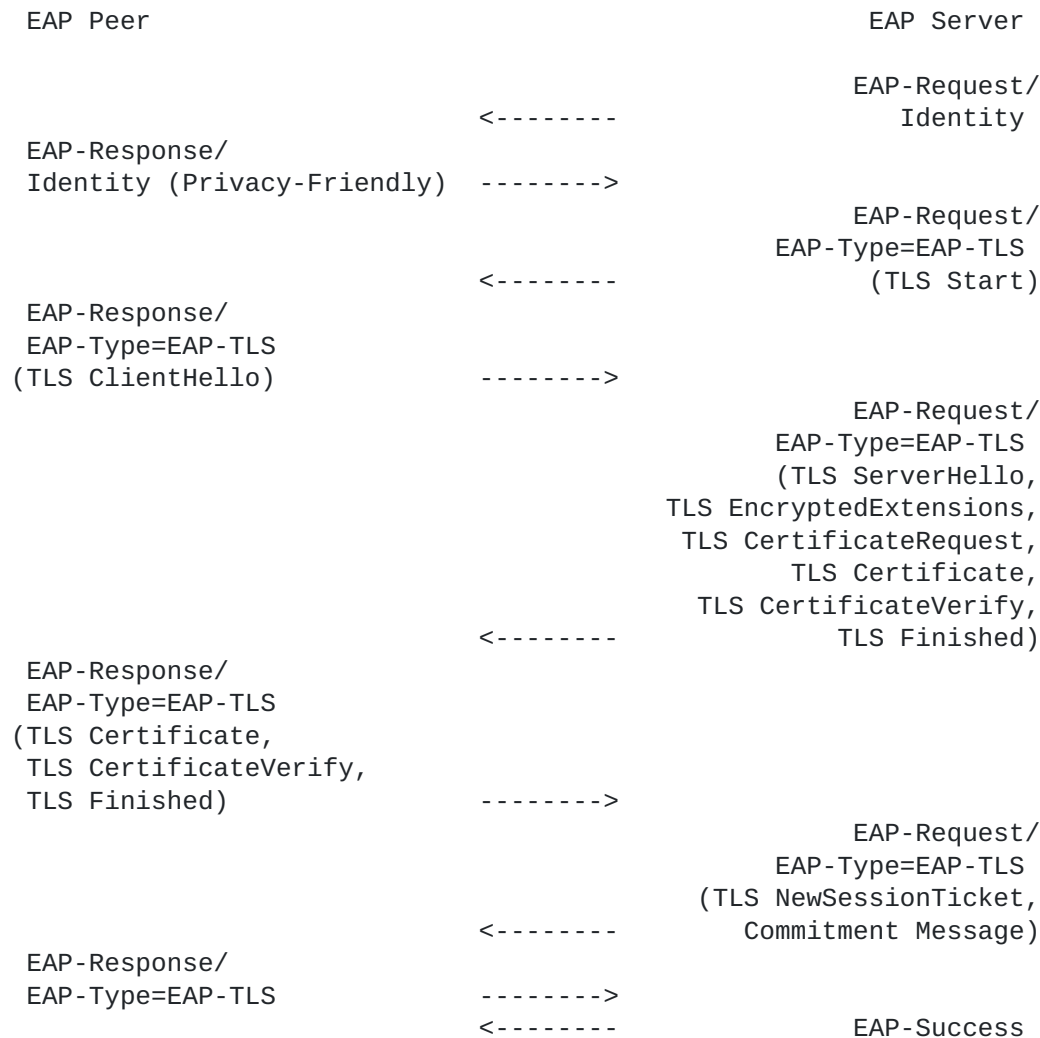 EAP Peer                                               EAP Server

                                                     EAP-Request/
                              <--------                  Identity
EAP-Response/
Identity (Privacy-Friendly)   -------->
                                                     EAP-Request/
                                                EAP-Type=EAP-TLS
                              <--------                (TLS Start)
EAP-Response/
EAP-Type=EAP-TLS
(TLS ClientHello)             -------->
                                                     EAP-Request/
                                                EAP-Type=EAP-TLS
                                                (TLS ServerHello,
                                         TLS EncryptedExtensions,
                                          TLS CertificateRequest,
                                                 TLS Certificate,
                                           TLS CertificateVerify,
                              <--------             TLS Finished)
EAP-Response/
EAP-Type=EAP-TLS
(TLS Certificate,
TLS CertificateVerify,
TLS Finished)                 -------->
                                                     EAP-Request/
                                                EAP-Type=EAP-TLS
                                           (TLS NewSessionTicket,
                              <--------       Commitment Message)
EAP-Response/
EAP-Type=EAP-TLS              -------->
                              <--------              EAP-Success